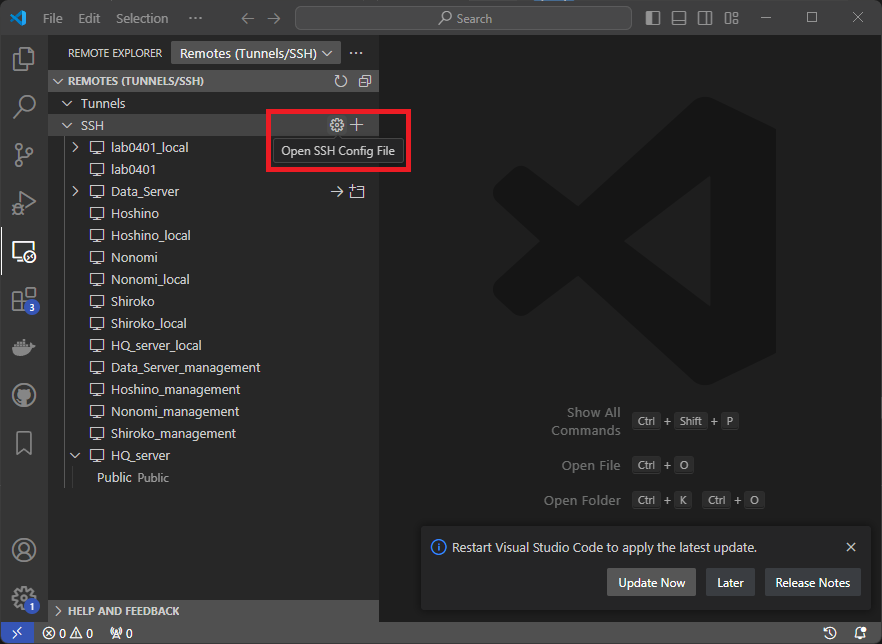 File Edit Selection ··· Search
REMOTE EXPLORER Remotes (Tunnels/SSH) ···
REMOTES (TUNNELS/SSH)
Tunnels
SSH
Open SSH Config File
lab0401_local
lab0401
Data_Server
Hoshino
Hoshino_local
Nonomi
Nonomi_local
Shiroko
Shiroko_local
HQ_server_local
Data_Server_management
Hoshino_management
Nonomi_management
Shiroko_management
HQ_server
Public Public
3
Show All
Commands
Ctrl + Shift + P
Open File Ctrl + O
Open Folder Ctrl + K Ctrl + O
Restart Visual Studio Code to apply the latest update.
Update Now Later Release Notes
1
HELP AND FEEDBACK
0 0 0